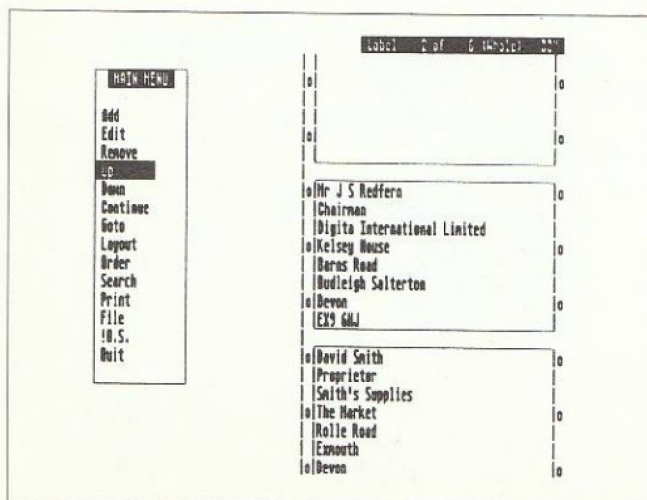 Label 2 of 6 (Whole)
MAIN MENU
Add
Edit
Remove
Up
Down
Continue
Goto
Layout
Order
Search
Print
File
!O.S.
Quit
Mr J S Redfern
Chairman
Digita International Limited
Kelsey House
Barns Road
Budleigh Salterton
Devon
EX9 6HJ
David Smith
Proprietor
Smith's Supplies
The Market
Rolle Road
Exmouth
Devon